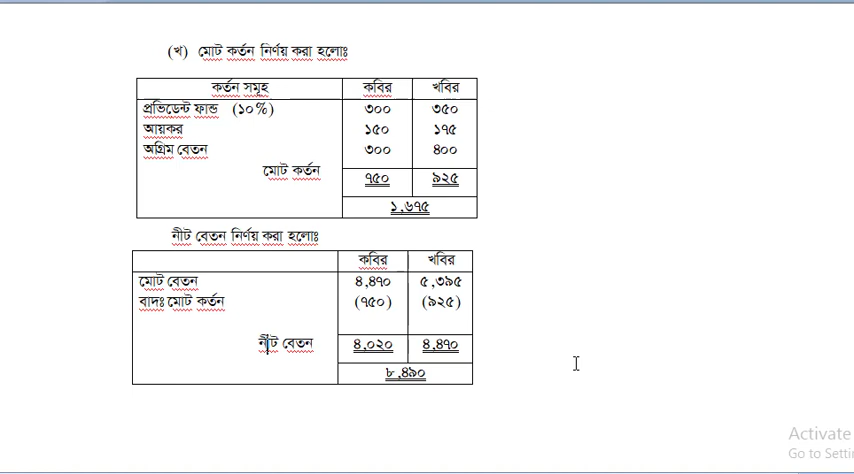 (খ) মোট কর্তন নির্ণয় করা হলোঃ
কর্তন সমূহ কবির খবির
প্রভিডেন্ট ফান্ড (১০%) ৩০০ ৩৫০
আয়কর ১৫০ ১৭৫
অগ্রিম বেতন ৩০০ ৪০০
মোট কর্তন ৭৫০ ৯২৫
১,৬৭৫
নীট বেতন নির্ণয় করা হলোঃ
কবির খবির
মোট বেতন ৪,৪৭০ ৫,৩৯৫
বাদঃ মোট কর্তন (৭৫০) (৯২৫)
নীট বেতন ৪,০২০ ৪,৪৭০
৮,৪৯০
Activate
Go to Setti